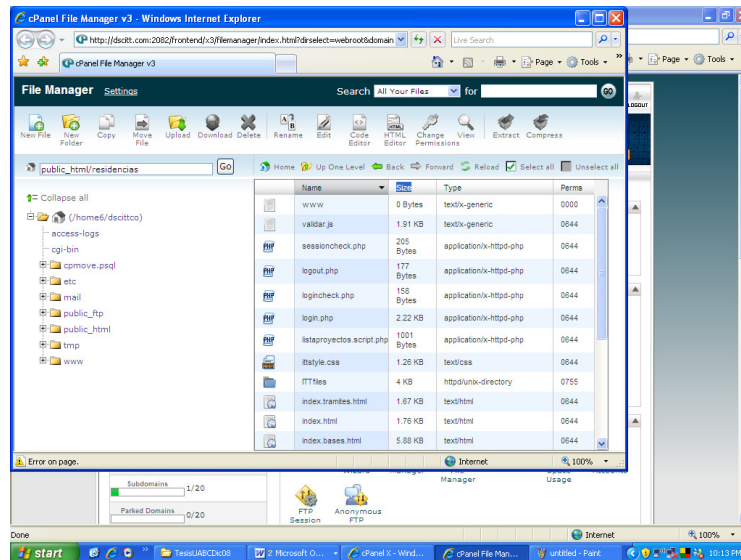 cPanel File Manager v3 - Windows Internet Explorer
http://dscitt.com:2082/frontend/x3/filemanager/index.html?dirselect=webroot&domain
Live Search
cPanel File Manager v3
Page Tools
Page Tools
File Manager Settings
Search All Your Files for GO
LOGOUT
New File New Folder Copy Move File Upload Download Delete Rename Edit Code Editor HTML Editor Change Permissions View Extract Compress
public_html/residencias Go
Home Up One Level Back Forward Reload Select all Unselect all
Collapse all
(/home6/dscittco)
access-logs
cgi-bin
cpmove.psql
etc
mail
public_ftp
public_html
tmp
www
Name Size Type Perms
www 0 Bytes text/x-generic 0000
validar.js 1.91 KB text/x-generic 0644
sessioncheck.php 205 Bytes application/x-httpd-php 0644
logout.php 177 Bytes application/x-httpd-php 0644
logincheck.php 158 Bytes application/x-httpd-php 0644
login.php 2.22 KB application/x-httpd-php 0644
listaproyectos.script.php 1001 Bytes application/x-httpd-php 0644
ittstyle.css 1.26 KB text/css 0644
ITTfiles 4 KB httpd/unix-directory 0755
index.tramites.html 1.67 KB text/html 0644
index.html 1.76 KB text/html 0644
index.bases.html 5.88 KB text/html 0644
Error on page. Internet 100%
Manager Usage
Subdomains 1/20
Parked Domains 0/20
FTP Session
Anonymous FTP
Done Internet 100%
start TesisUABCDic08 2 Microsoft O... cPanel X - Wind... cPanel File Man... untitled - Paint 10:13 PM